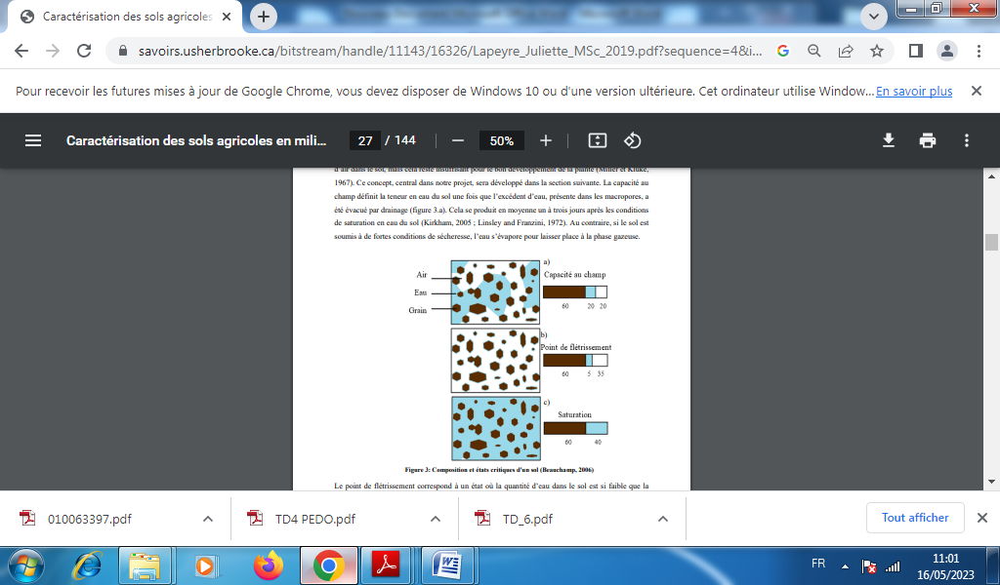 Caractérisation des sols agricoles
savoirs.usherbrooke.ca/bitstream/handle/11143/16326/Lapeyre_Juliette_MSc_2019.pdf?sequence=4&i...
Pour recevoir les futures mises à jour de Google Chrome, vous devez disposer de Windows 10 ou d'une version ultérieure. Cet ordinateur utilise Window... En savoir plus
Caractérisation des sols agricoles en mili... 27 / 144 50%
d'air dans le sol, mais cela reste insuffisant pour le bon développement de la plante (Miller et Kluke,
1967). Ce concept, central dans notre projet, sera développé dans la section suivante. La capacité au
champ définit la teneur en eau du sol une fois que l'excédent d'eau, présente dans les macropores, a
été évacué par drainage (figure 3.a). Cela se produit en moyenne un à trois jours après les conditions
de saturation en eau du sol (Kirkham, 2005 ; Linsley and Franzini, 1972). Au contraire, si le sol est
soumis à de fortes conditions de sécheresse, l'eau s'évapore pour laisser place à la phase gazeuse.
a)
Air
Capacité au champ
Eau
60 20 20
Grain
b)
Point de flétrissement
60 5 35
c)
Saturation
60 40
Figure 3: Composition et états critiques d'un sol (Beauchamp, 2006)
Le point de flétrissement correspond à un état où la quantité d'eau dans le sol est si faible que la
010063397.pdf
TD4 PEDO.pdf
TD_6.pdf
Tout afficher
FR
11:01
16/05/2023